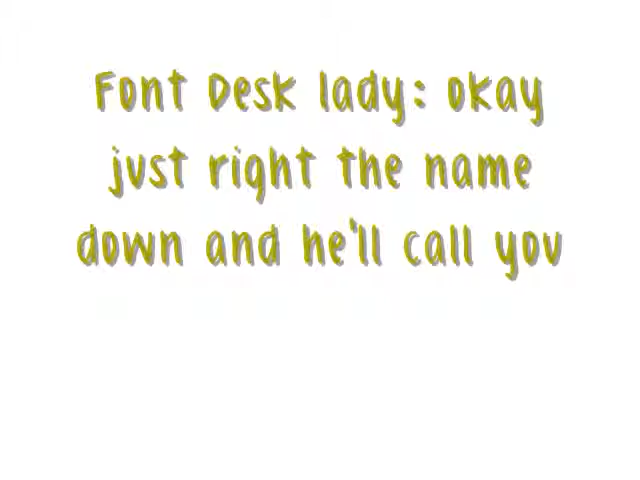 Font Desk lady: okay
just right the name
down and he'll call you